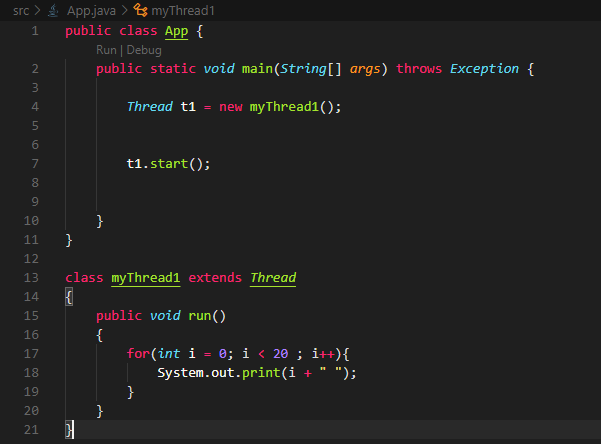 src > App.java > myThread1
1 public class App {
Run | Debug
2     public static void main(String[] args) throws Exception {
3
4         Thread t1 = new myThread1();
5
6
7         t1.start();
8
9
10     }
11 }
12
13 class myThread1 extends Thread
14 {
15     public void run()
16     {
17         for(int i = 0; i < 20 ; i++){
18             System.out.print(i + " ");
19         }
20     }
21 }